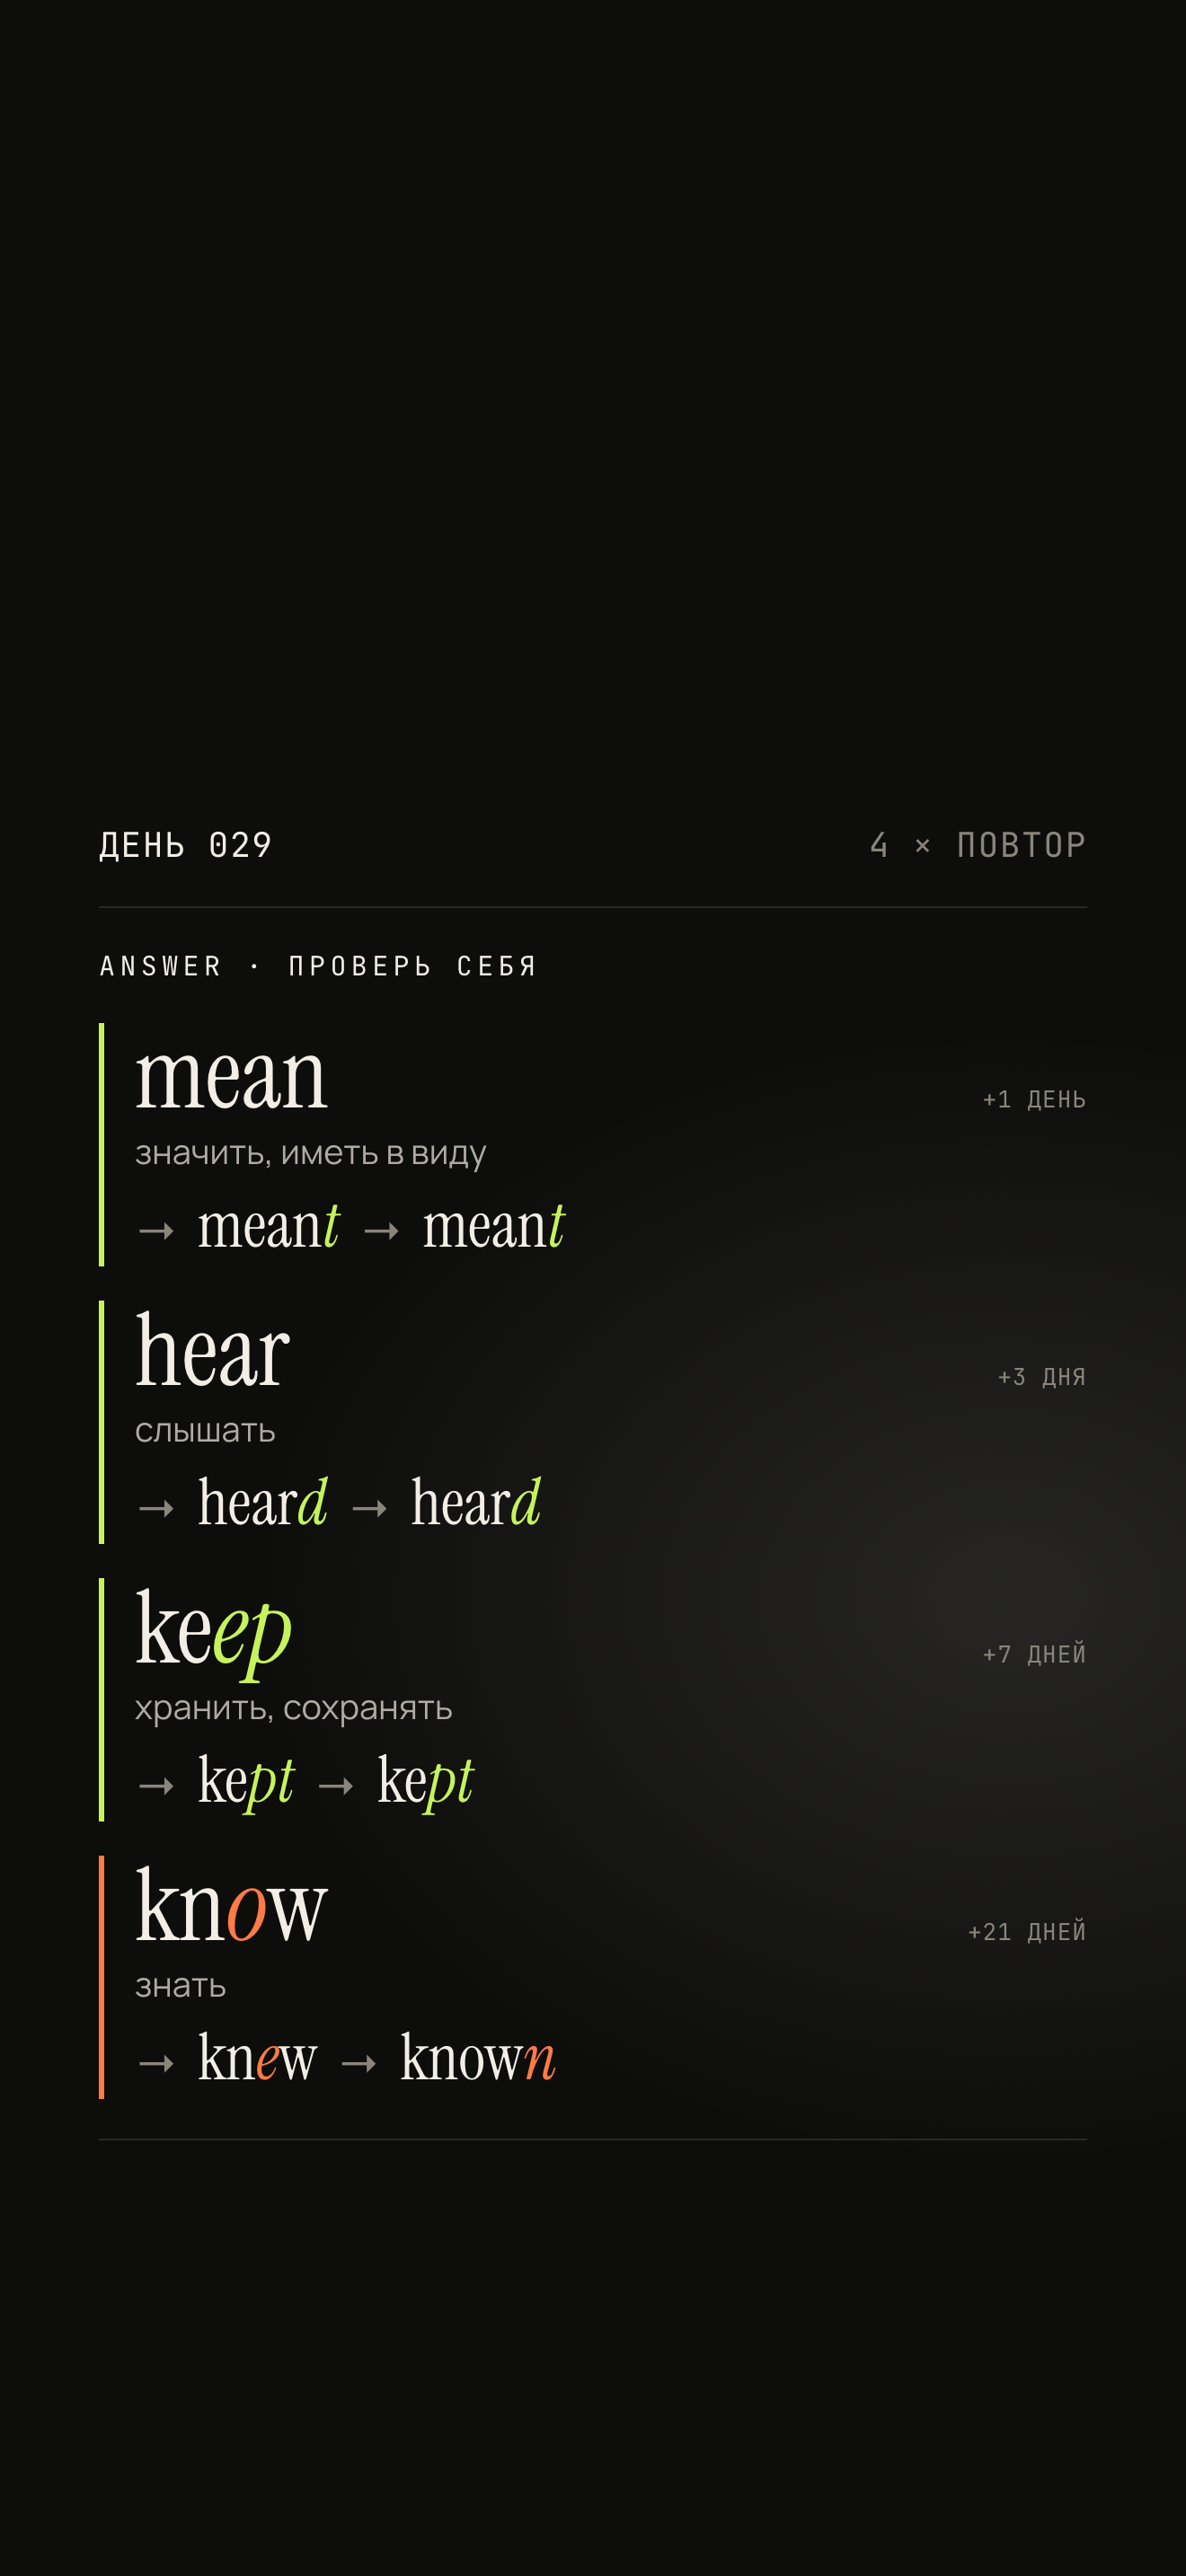 ДЕНЬ 029
4 × ПОВТОР
ANSWER · ПРОВЕРЬ СЕБЯ
mean
+1 ДЕНЬ
значить, иметь в виду
→ meant → meant
hear
+3 ДНЯ
слышать
→ heard → heard
keep
+7 ДНЕЙ
хранить, сохранять
→ kept → kept
know
+21 ДНЕЙ
знать
→ knew → known